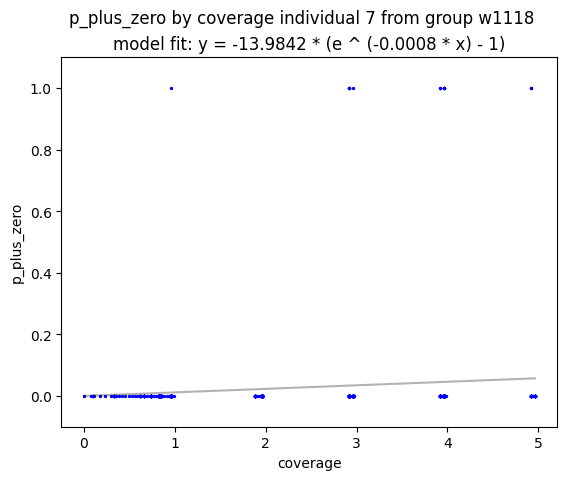 p_plus_zero by coverage individual 7 from group w1118
model fit: y = -13.9842 * (e ^ (-0.0008 * x) - 1)
1.0
0.8
0.6
0.4
0.2
0.0
p_plus_zero
0 1 2 3 4 5
coverage